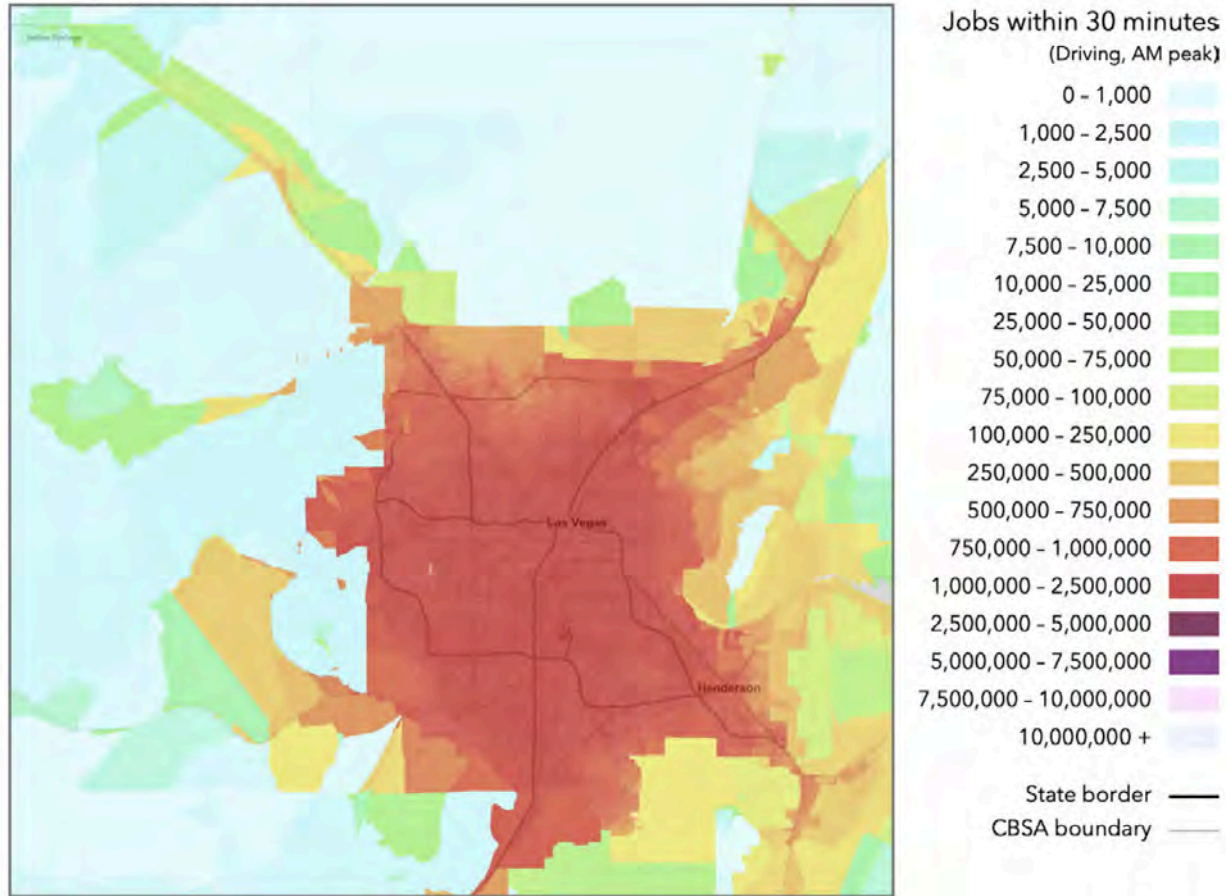 Jobs within 30 minutes
(Driving, AM peak)
0 – 1,000
1,000 – 2,500
2,500 – 5,000
5,000 – 7,500
7,500 – 10,000
10,000 – 25,000
25,000 – 50,000
50,000 – 75,000
75,000 – 100,000
100,000 – 250,000
250,000 – 500,000
500,000 – 750,000
750,000 – 1,000,000
1,000,000 – 2,500,000
2,500,000 – 5,000,000
5,000,000 – 7,500,000
7,500,000 – 10,000,000
10,000,000 +
State border
CBSA boundary
Las Vegas
Henderson